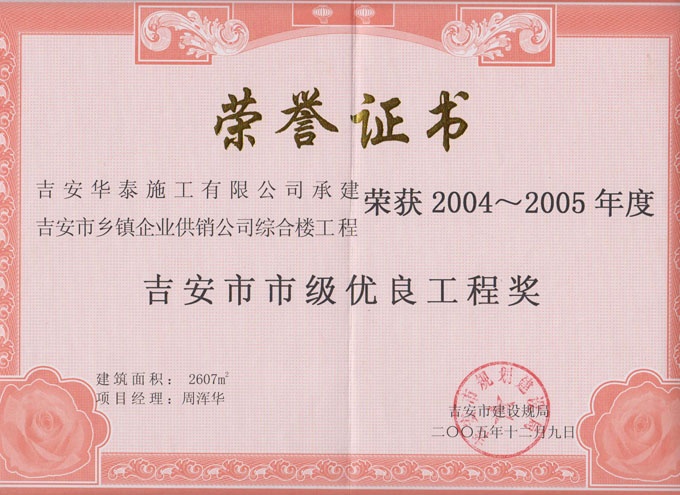 荣誉证书
吉安华泰施工有限公司承建
吉安市乡镇企业供销公司综合楼工程
荣获 2004～2005 年度
吉安市市级优良工程奖
建筑面积： 2607m²
项目经理：周浑华
吉安市建设规局
二〇〇五年十二月九日